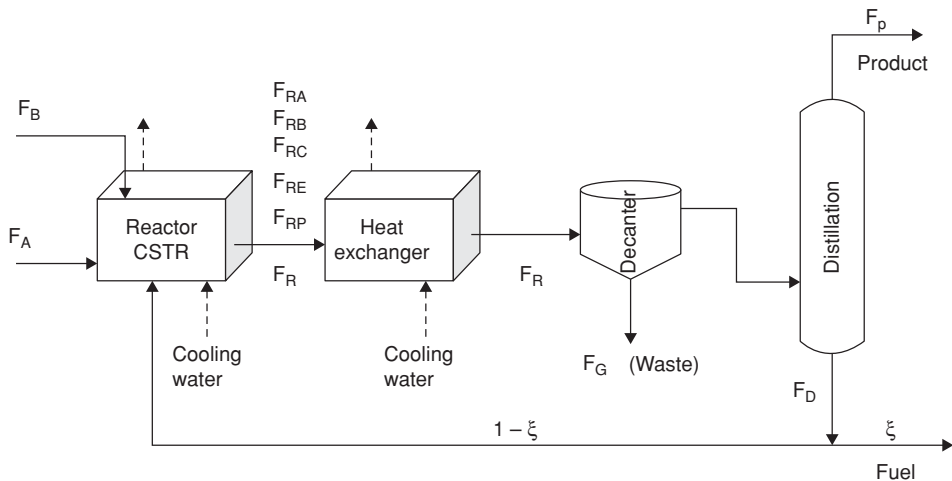 F_p
Product
F_B
F_RA
F_RB
F_RC
F_RE
F_RP
F_A
Reactor
CSTR
Heat
exchanger
Decanter
Distillation
F_R
F_R
Cooling
water
Cooling
water
F_G (Waste)
F_D
1 – ξ
ξ
Fuel